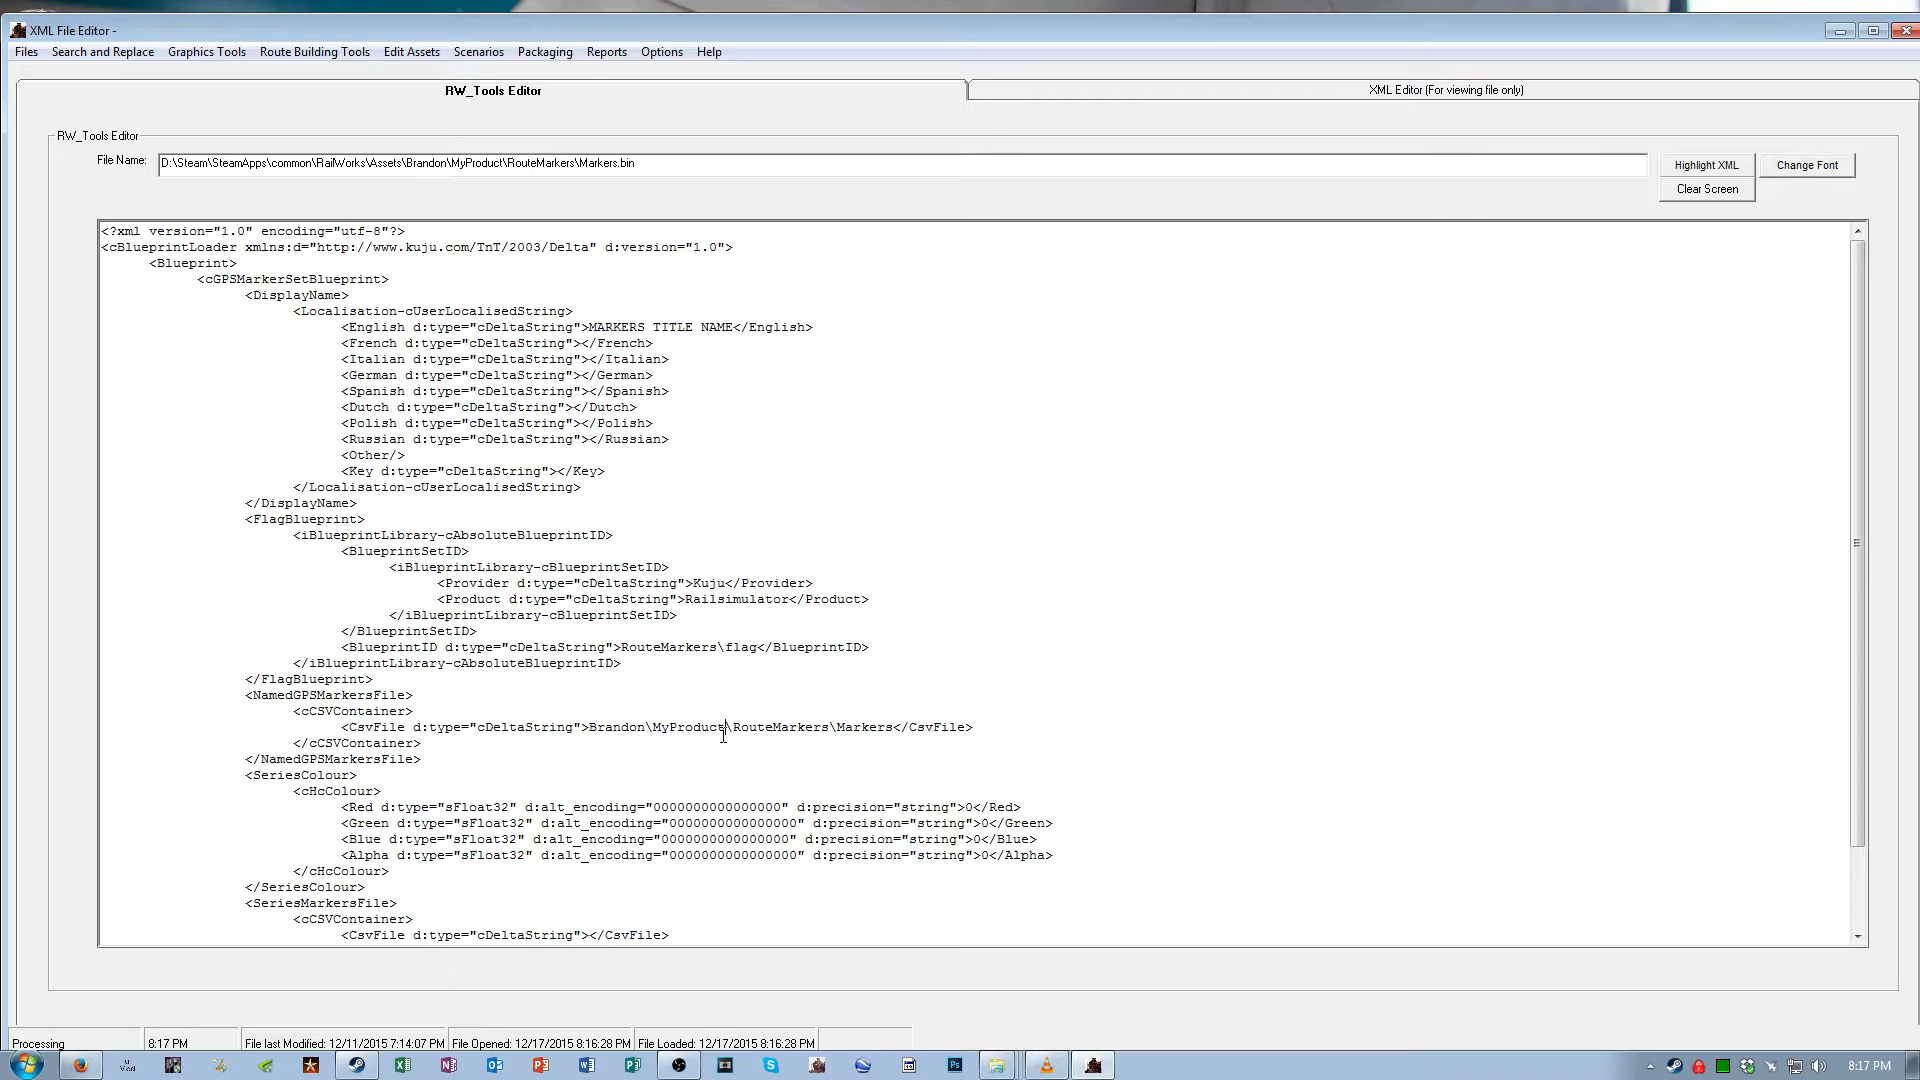 XML File Editor -
Files Search and Replace Graphics Tools Route Building Tools Edit Assets Scenarios Packaging Reports Options Help
RW_Tools Editor
XML Editor (For viewing file only)
RW_Tools Editor
File Name: D:\Steam\SteamApps\common\RailWorks\Assets\Brandon\MyProduct\RouteMarkers\Markers.bin
Highlight XML
Change Font
Clear Screen
<?xml version="1.0" encoding="utf-8"?>
<cBlueprintLoader xmlns:d="http://www.kuju.com/TnT/2003/Delta" d:version="1.0">
<Blueprint>
<cGPSMarkerSetBlueprint>
<DisplayName>
<Localisation-cUserLocalisedString>
<English d:type="cDeltaString">MARKERS TITLE NAME</English>
<French d:type="cDeltaString"></French>
<Italian d:type="cDeltaString"></Italian>
<German d:type="cDeltaString"></German>
<Spanish d:type="cDeltaString"></Spanish>
<Dutch d:type="cDeltaString"></Dutch>
<Polish d:type="cDeltaString"></Polish>
<Russian d:type="cDeltaString"></Russian>
<Other/>
<Key d:type="cDeltaString"></Key>
</Localisation-cUserLocalisedString>
</DisplayName>
<FlagBlueprint>
<iBlueprintLibrary-cAbsoluteBlueprintID>
<BlueprintSetID>
<iBlueprintLibrary-cBlueprintSetID>
<Provider d:type="cDeltaString">Kuju</Provider>
<Product d:type="cDeltaString">Railsimulator</Product>
</iBlueprintLibrary-cBlueprintSetID>
</BlueprintSetID>
<BlueprintID d:type="cDeltaString">RouteMarkers\flag</BlueprintID>
</iBlueprintLibrary-cAbsoluteBlueprintID>
</FlagBlueprint>
<NamedGPSMarkersFile>
<cCSVContainer>
<CsvFile d:type="cDeltaString">Brandon\MyProduct\RouteMarkers\Markers</CsvFile>
</cCSVContainer>
</NamedGPSMarkersFile>
<SeriesColour>
<cHcColour>
<Red d:type="sFloat32" d:alt_encoding="0000000000000000" d:precision="string">0</Red>
<Green d:type="sFloat32" d:alt_encoding="0000000000000000" d:precision="string">0</Green>
<Blue d:type="sFloat32" d:alt_encoding="0000000000000000" d:precision="string">0</Blue>
<Alpha d:type="sFloat32" d:alt_encoding="0000000000000000" d:precision="string">0</Alpha>
</cHcColour>
</SeriesColour>
<SeriesMarkersFile>
<cCSVContainer>
<CsvFile d:type="cDeltaString"></CsvFile>
Processing 8:17 PM File last Modified: 12/11/2015 7:14:07 PM File Opened: 12/17/2015 8:16:28 PM File Loaded: 12/17/2015 8:16:28 PM
8:17 PM